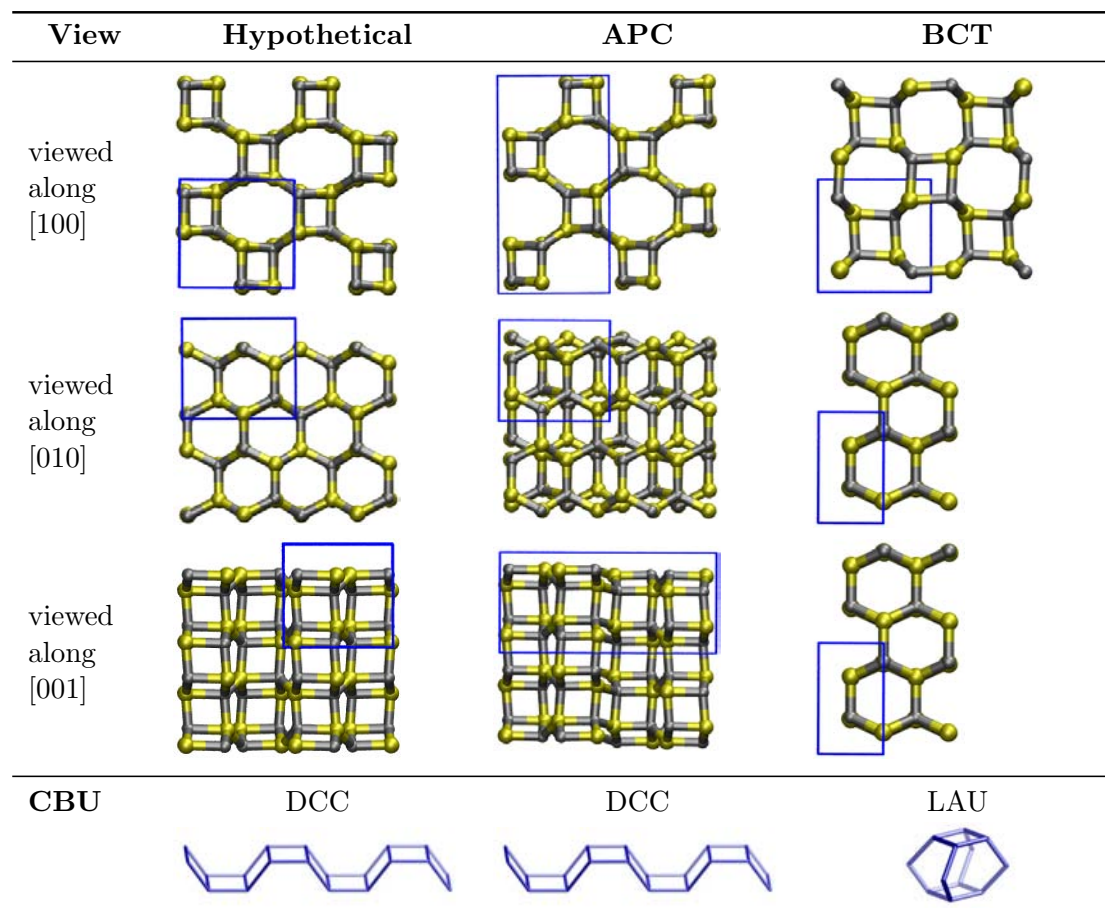 View Hypothetical APC BCT
viewed
along
[100]
viewed
along
[010]
viewed
along
[001]
CBU DCC DCC LAU